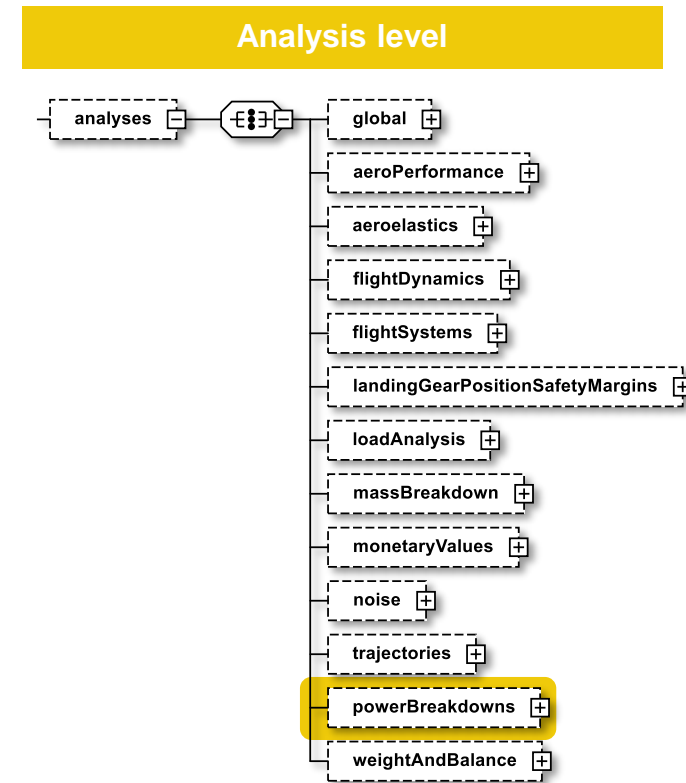 Analysis level
analyses
global
aeroPerformance
aeroelastics
flightDynamics
flightSystems
landingGearPositionSafetyMargins
loadAnalysis
massBreakdown
monetaryValues
noise
trajectories
powerBreakdowns
weightAndBalance